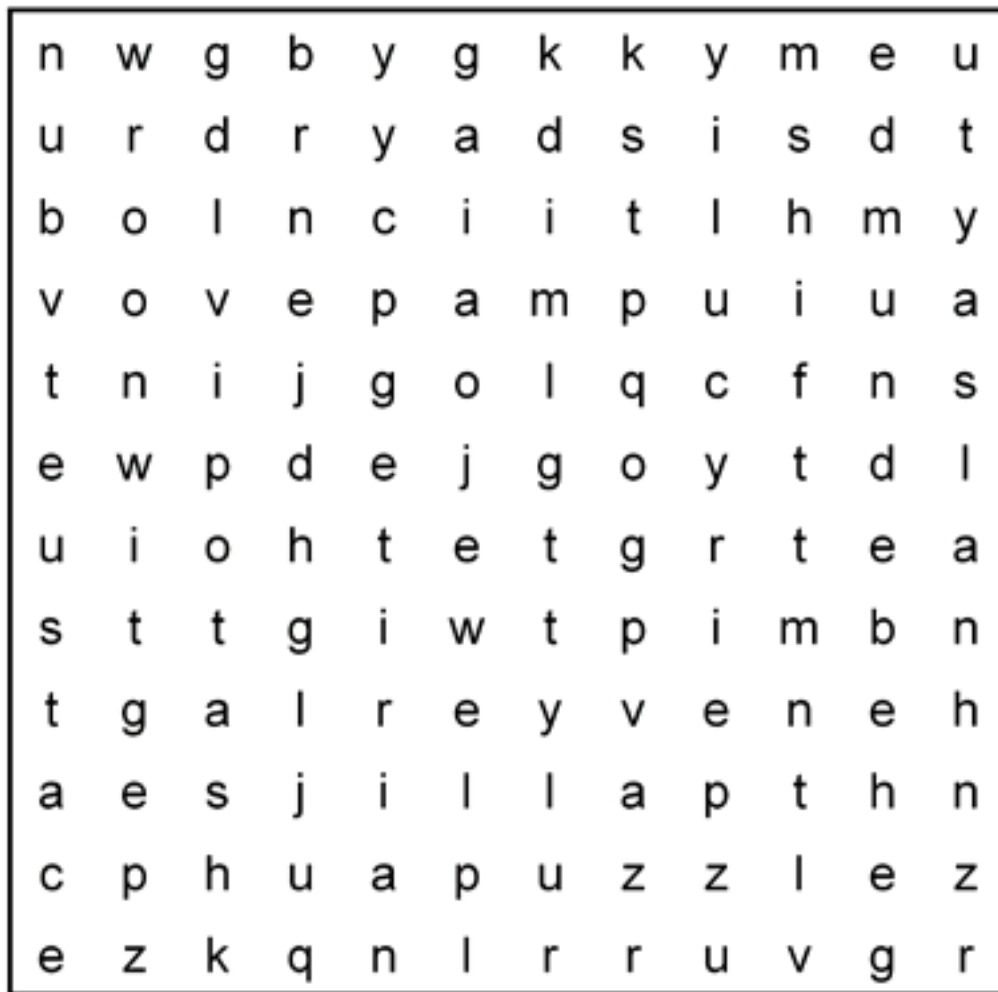 n w g b y g k k y m e u
u r d r y a d s i s d t
b o l n c i i t l h m y
v o v e p a m p u i u a
t n i j g o l q c f n s
e w p d e j g o y t d l
u i o h t e t g r t e a
s t t g i w t p i m b n
t g a l r e y v e n e h
a e s j i l l a p t h n
c p h u a p u z z l e z
e z k q n l r r u v g r